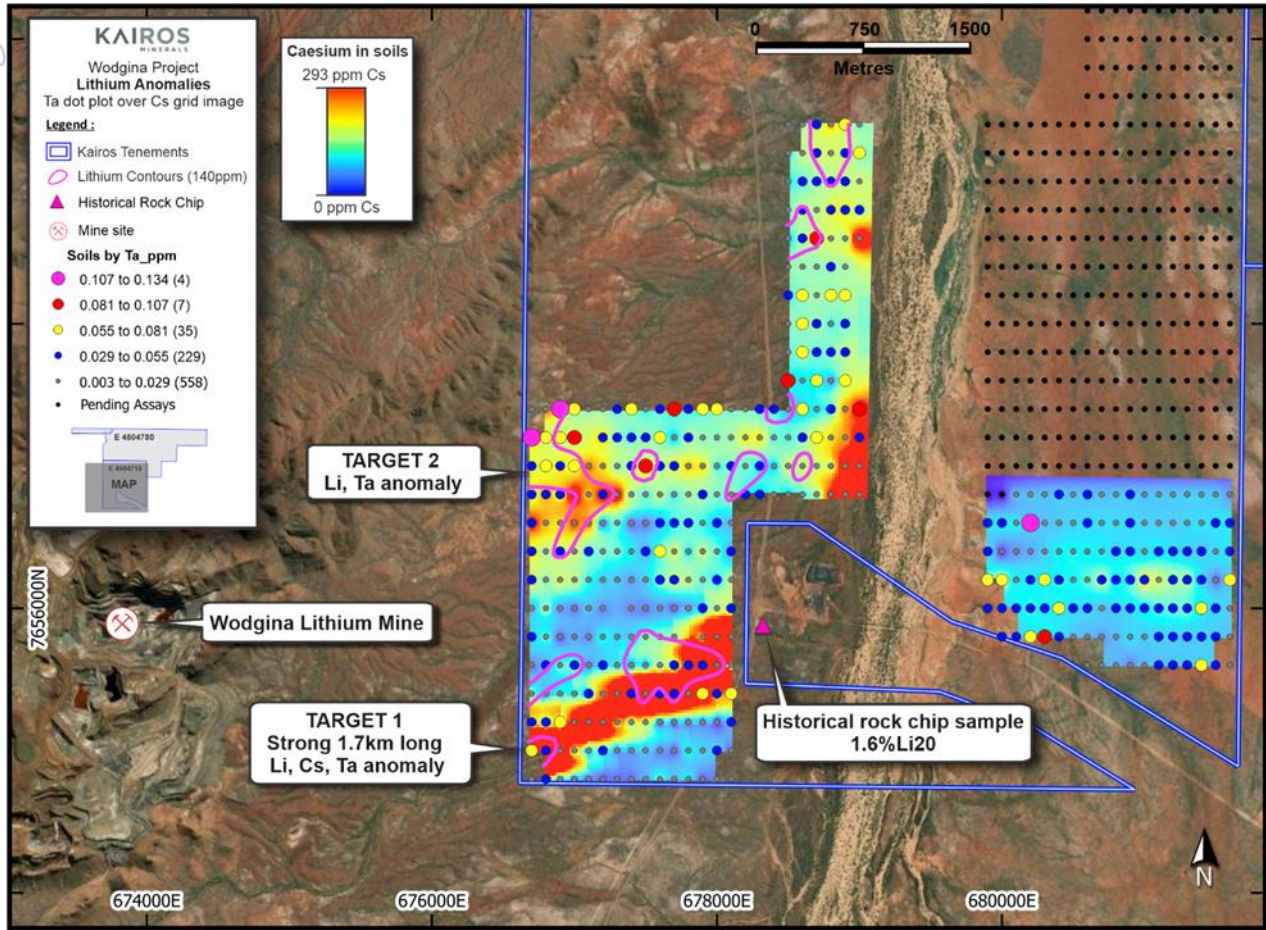 KAIROS
MINERALS
Wodgina Project
Lithium Anomalies
Ta dot plot over Cs grid image
Legend :
Kairos Tenements
Lithium Contours (140ppm)
Historical Rock Chip
Mine site
Soils by Ta_ppm
0.107 to 0.134 (4)
0.081 to 0.107 (7)
0.055 to 0.081 (35)
0.029 to 0.055 (229)
0.003 to 0.029 (558)
Pending Assays
E 4504780
E 4504715
MAP
Caesium in soils
293 ppm Cs
0 ppm Cs
0 750 1500
Metres
TARGET 2
Li, Ta anomaly
Wodgina Lithium Mine
TARGET 1
Strong 1.7km long
Li, Cs, Ta anomaly
Historical rock chip sample
1.6%Li20
7656000N
674000E 676000E 678000E 680000E
N